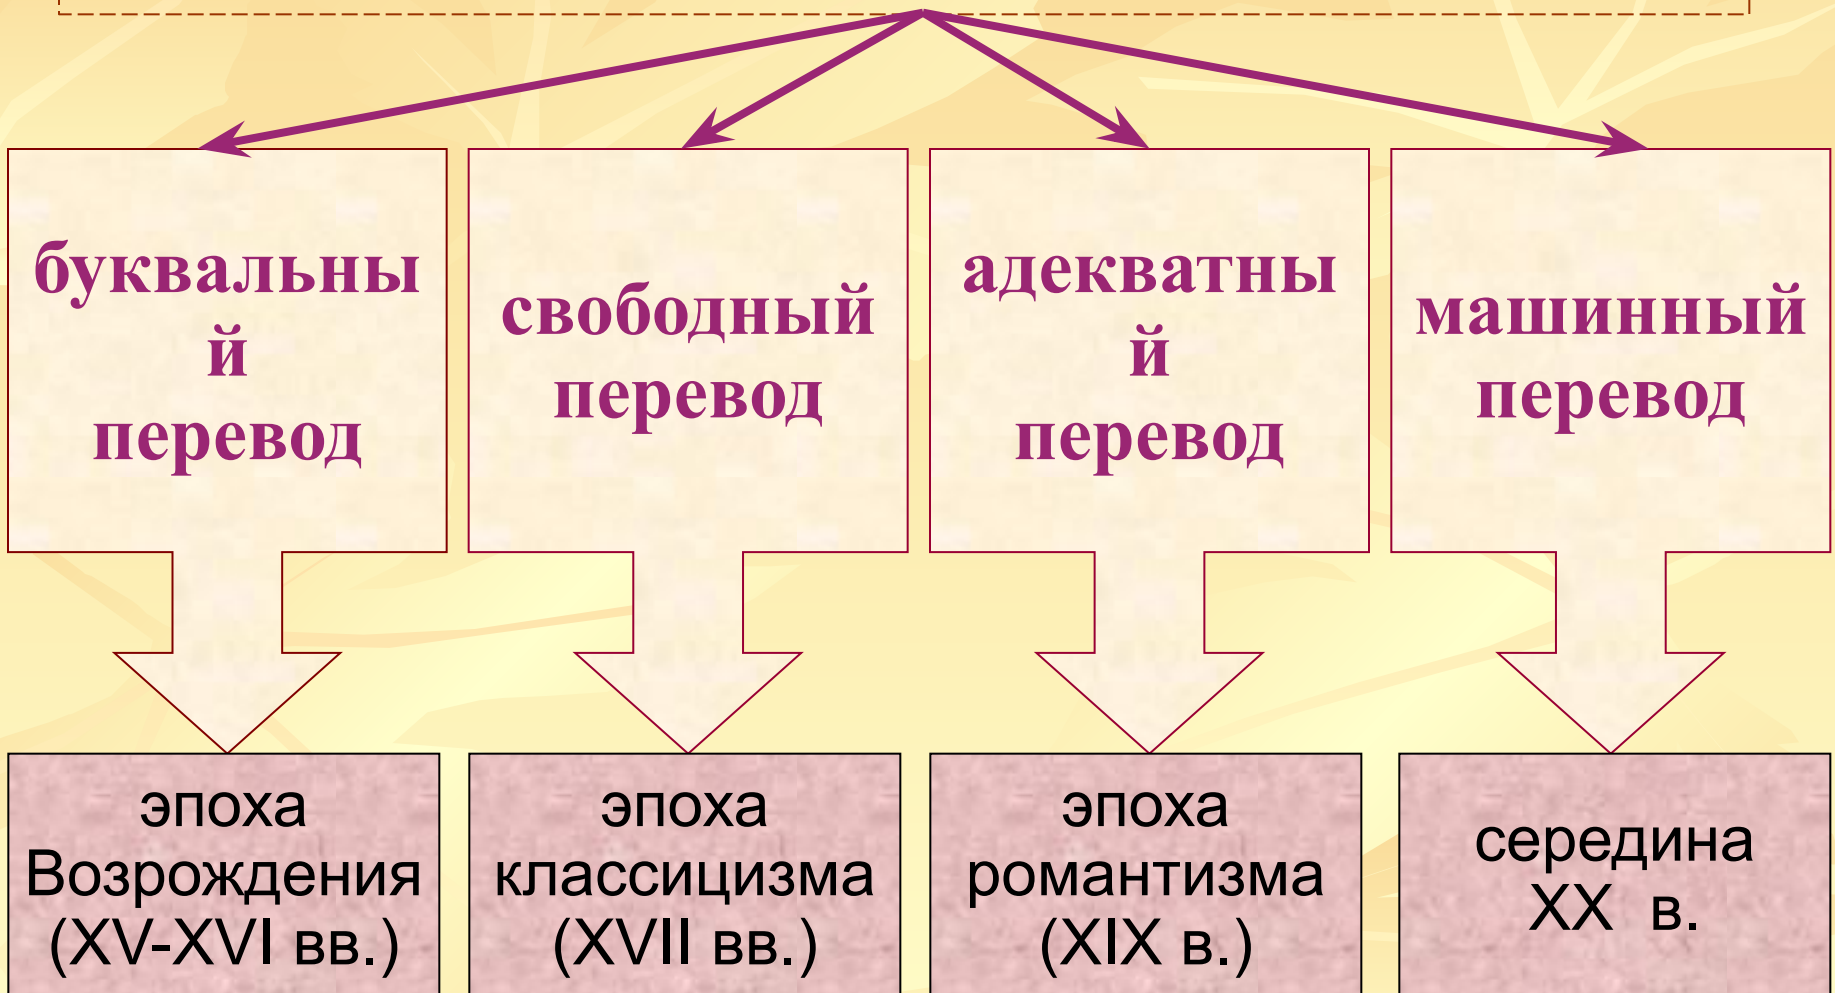 буквальны
й
перевод
свободный
перевод
адекватны
й
перевод
машинный
перевод
эпоха
Возрождения
(XV-XVI вв.)
эпоха
классицизма
(XVII вв.)
эпоха
романтизма
(XIX в.)
середина
XX в.